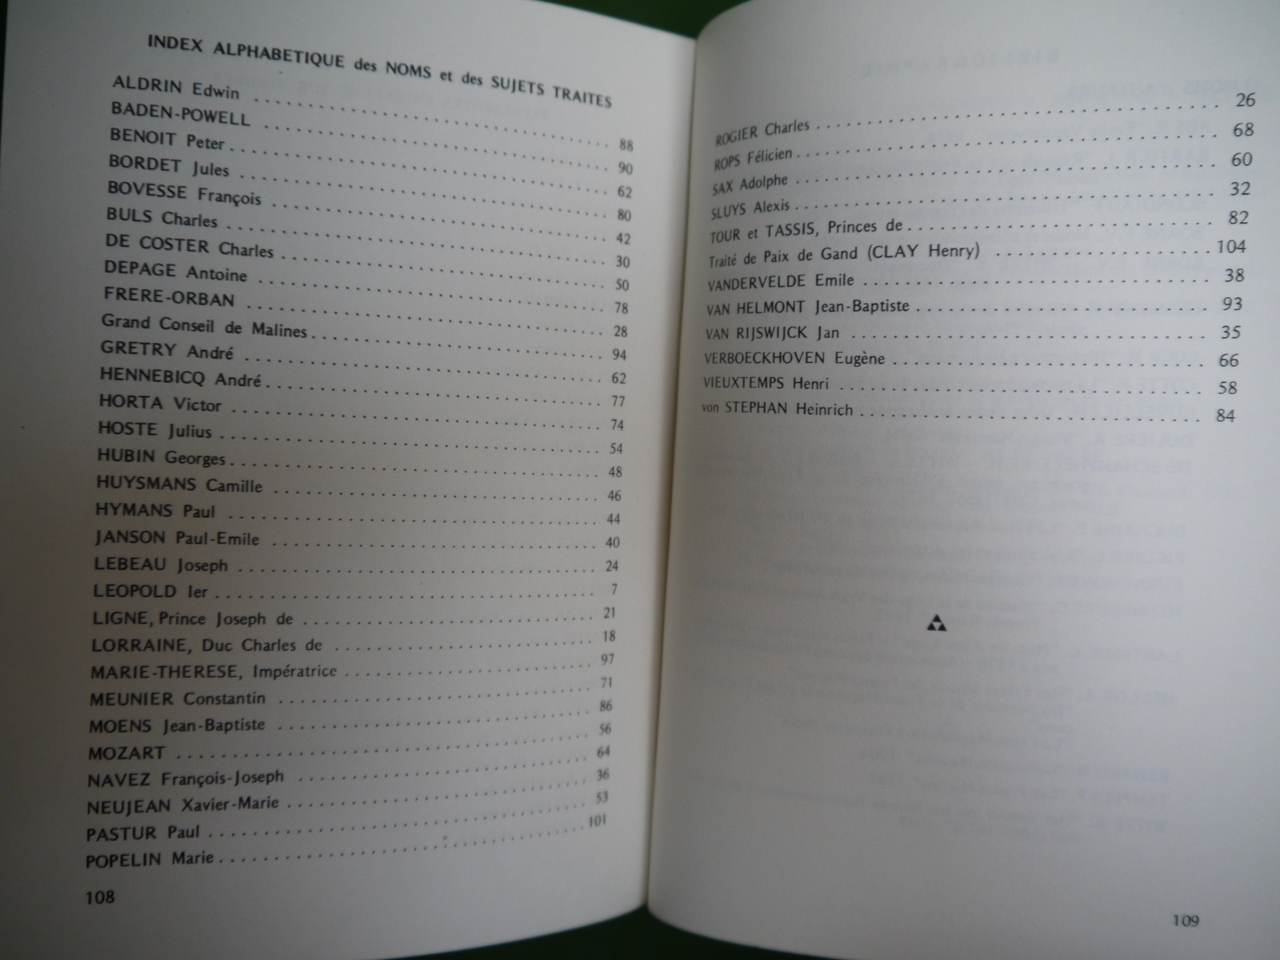 INDEX ALPHABETIQUE des NOMS et des SUJETS TRAITES
ALDRIN Edwin ........ 88
BADEN-POWELL ........ 90
BENOIT Peter ........ 62
BORDET Jules ........ 80
BOVESSE François ........ 42
BULS Charles ........ 30
DE COSTER Charles ........ 50
DEPAGE Antoine ........ 78
FRERE-ORBAN ........ 28
Grand Conseil de Malines ........ 94
GRETRY André ........ 62
HENNEBICQ André ........ 77
HORTA Victor ........ 74
HOSTE Julius ........ 54
HUBIN Georges ........ 48
HUYSMANS Camille ........ 46
HYMANS Paul ........ 44
JANSON Paul-Emile ........ 40
LEBEAU Joseph ........ 24
LEOPOLD Ier ........ 7
LIGNE, Prince Joseph de ........ 21
LORRAINE, Duc Charles de ........ 18
MARIE-THERESE, Impératrice ........ 97
MEUNIER Constantin ........ 71
MOENS Jean-Baptiste ........ 86
MOZART ........ 56
NAVEZ François-Joseph ........ 64
NEUJEAN Xavier-Marie ........ 36
PASTUR Paul ........ 53
POPELIN Marie ........ 101
108
ROGIER Charles ........ 26
ROPS Félicien ........ 68
SAX Adolphe ........ 60
SLUYS Alexis ........ 32
TOUR et TASSIS, Princes de ........ 82
Traité de Paix de Gand (CLAY Henry) ........ 104
VANDERVELDE Emile ........ 38
VAN HELMONT Jean-Baptiste ........ 93
VAN RIJSWIJCK Jan ........ 35
VERBOECKHOVEN Eugène ........ 66
VIEUXTEMPS Henri ........ 58
von STEPHAN Heinrich ........ 84
109